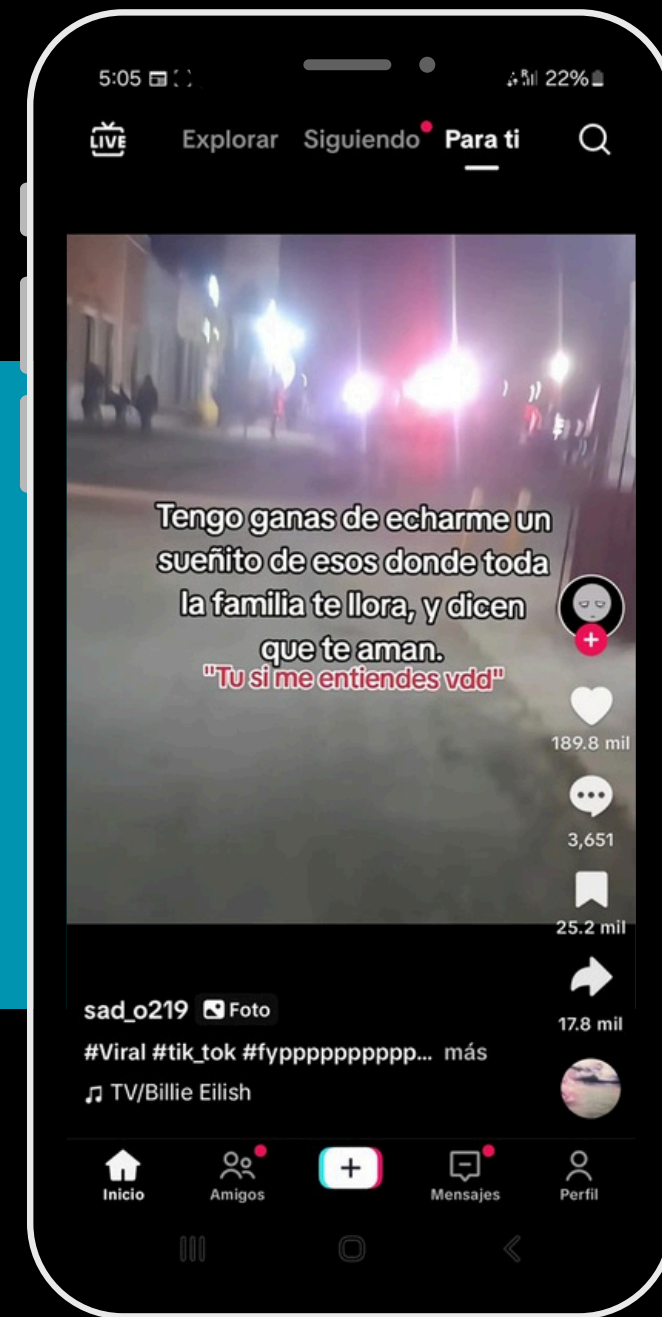 5:05 22%
LIVE Explorar Siguiendo Para ti
Tengo ganas de echarme un
sueñito de esos donde toda
la familia te llora, y dicen
que te aman.
"Tu si me entiendes vdd"
189.8 mil
3,651
25.2 mil
17.8 mil
sad_o219 Foto
#Viral #tik_tok #fypppppppppp... más
TV/Billie Eilish
Inicio Amigos Mensajes Perfil